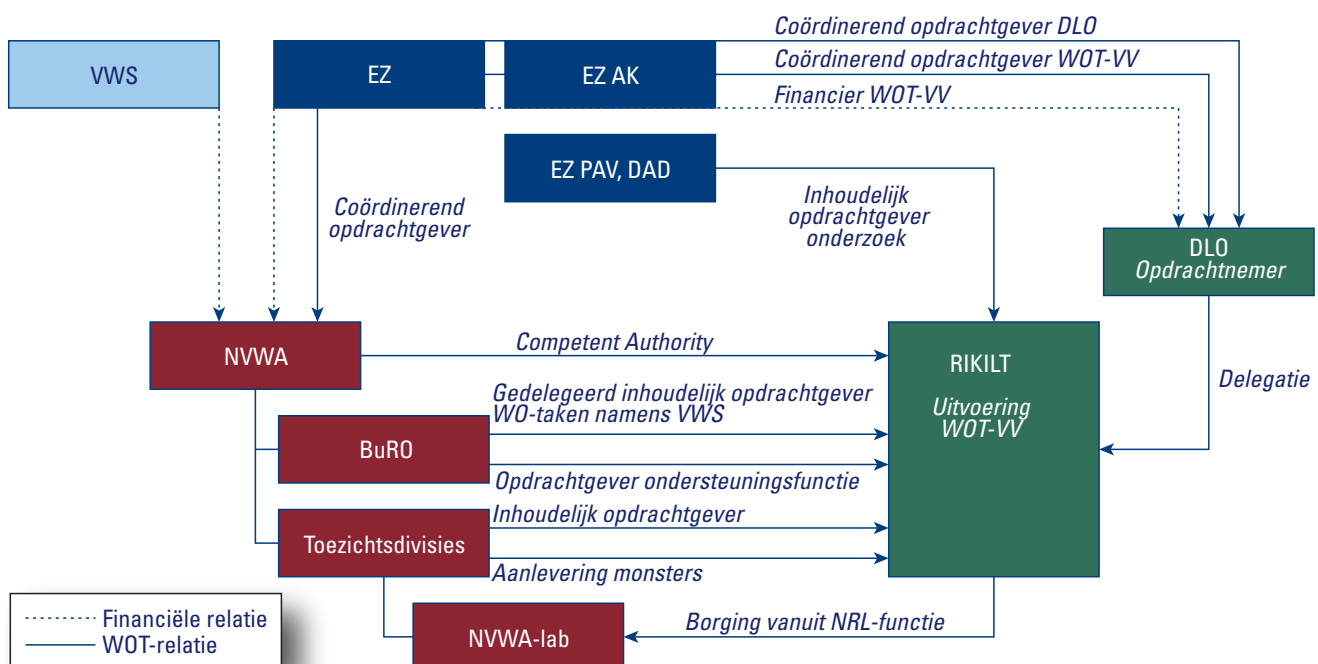 Coördinerend opdrachtgever DLO
VWS
EZ
EZ AK
Coördinerend opdrachtgever WOT-VV
Financier WOT-VV
EZ PAV, DAD
Coördinerend
opdrachtgever
Inhoudelijk
opdrachtgever
onderzoek
DLO
Opdrachtnemer
NVWA
Competent Authority
RIKILT
Uitvoering
WOT-VV
Delegatie
Gedelegeerd inhoudelijk opdrachtgever
WO-taken namens VWS
BuRO
Opdrachtgever ondersteuningsfunctie
Inhoudelijk opdrachtgever
Toezichtsdivisies
Aanlevering monsters
Financiële relatie
WOT-relatie
NVWA-lab
Borging vanuit NRL-functie